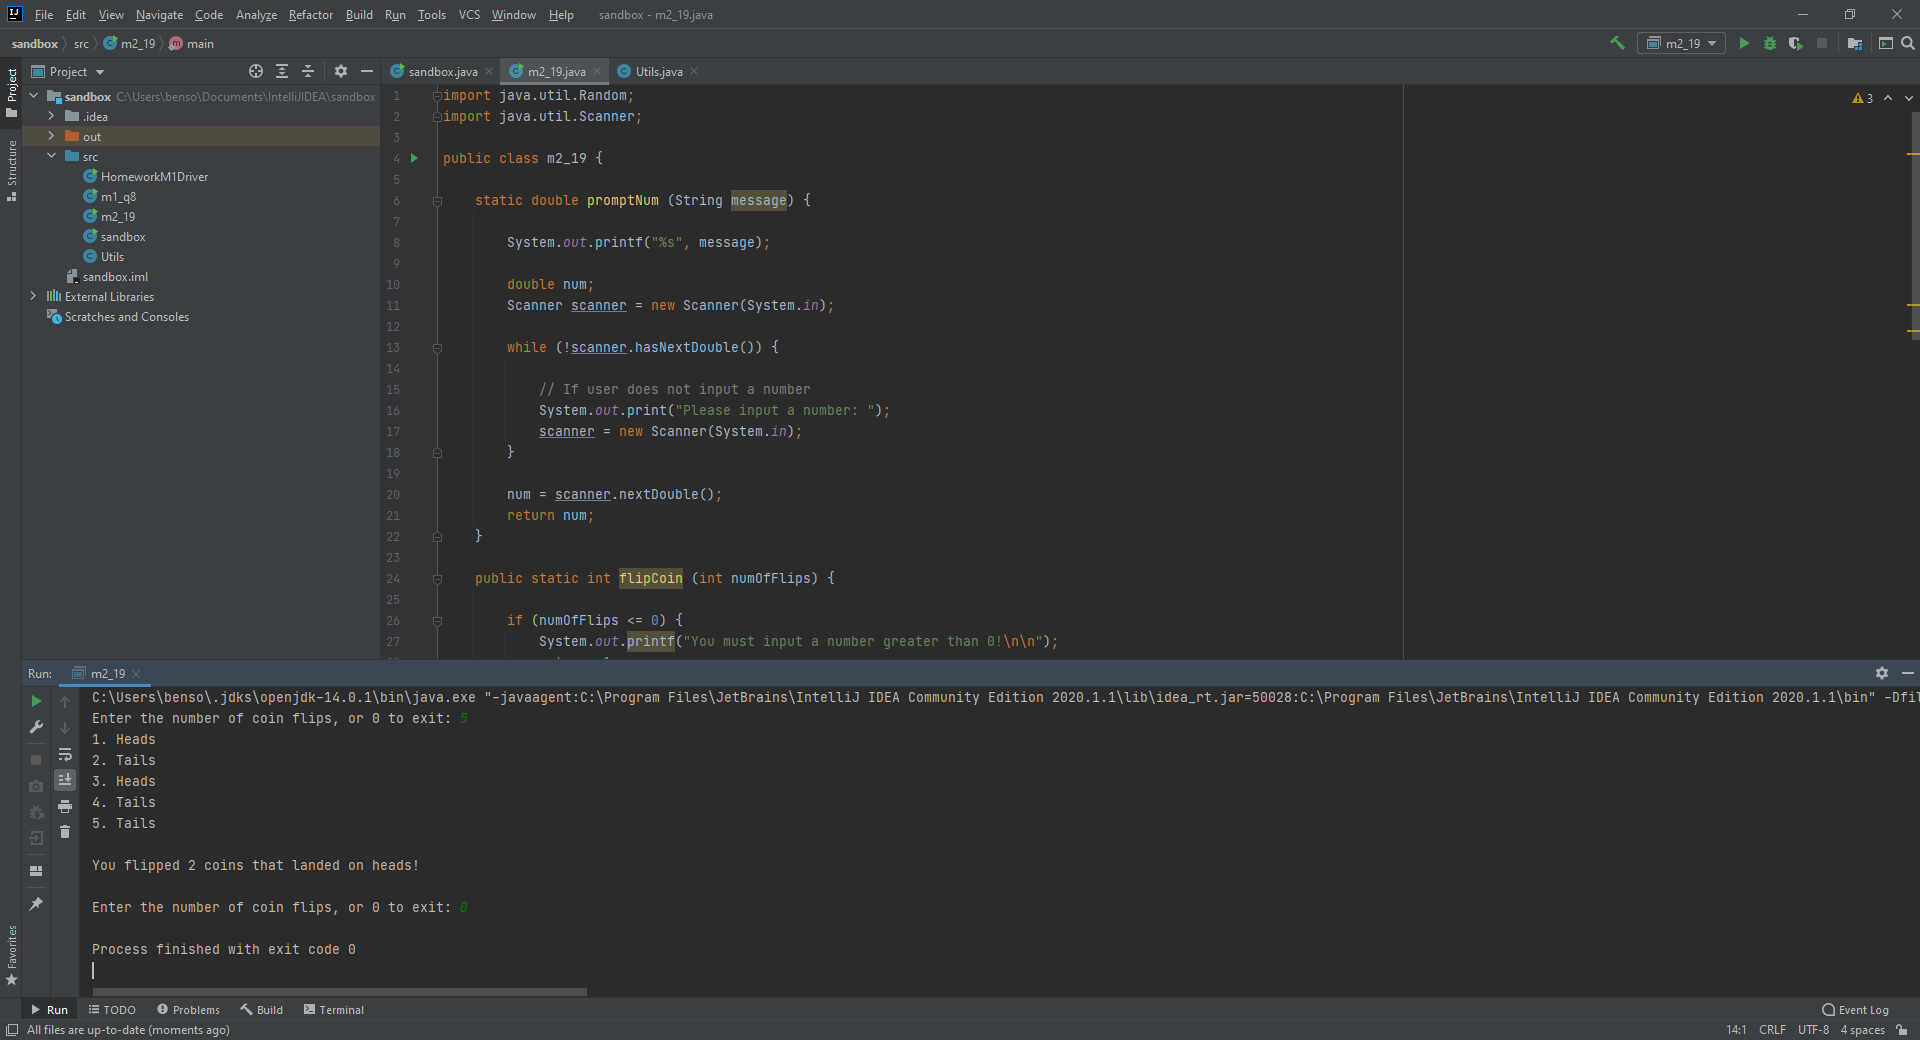 File Edit View Navigate Code Analyze Refactor Build Run Tools VCS Window Help sandbox - m2_19.java
sandbox src m2_19 main m2_19
Project
sandbox.java
m2_19.java
Utils.java
Project
Structure
Favorites
sandbox C:\Users\benso\Documents\IntelliJIDEA\sandbox
.idea
out
src
HomeworkM1Driver
m1_q8
m2_19
sandbox
Utils
sandbox.iml
External Libraries
Scratches and Consoles
3
1 import java.util.Random;
2 import java.util.Scanner;
3
4 public class m2_19 {
5
6 static double promptNum (String message) {
7
8 System.out.printf("%s", message);
9
10 double num;
11 Scanner scanner = new Scanner(System.in);
12
13 while (!scanner.hasNextDouble()) {
14
15 // If user does not input a number
16 System.out.print("Please input a number: ");
17 scanner = new Scanner(System.in);
18 }
19
20 num = scanner.nextDouble();
21 return num;
22 }
23
24 public static int flipCoin (int numOfFlips) {
25
26 if (numOfFlips <= 0) {
27 System.out.printf("You must input a number greater than 0!\n\n");
Run: m2_19
C:\Users\benso\.jdks\openjdk-14.0.1\bin\java.exe "-javaagent:C:\Program Files\JetBrains\IntelliJ IDEA Community Edition 2020.1.1\lib\idea_rt.jar=50028:C:\Program Files\JetBrains\IntelliJ IDEA Community Edition 2020.1.1\bin" -Dfil
Enter the number of coin flips, or 0 to exit: 5
1. Heads
2. Tails
3. Heads
4. Tails
5. Tails
You flipped 2 coins that landed on heads!
Enter the number of coin flips, or 0 to exit: 0
Process finished with exit code 0
Run TODO Problems Build Terminal Event Log
All files are up-to-date (moments ago) 14:1 CRLF UTF-8 4 spaces